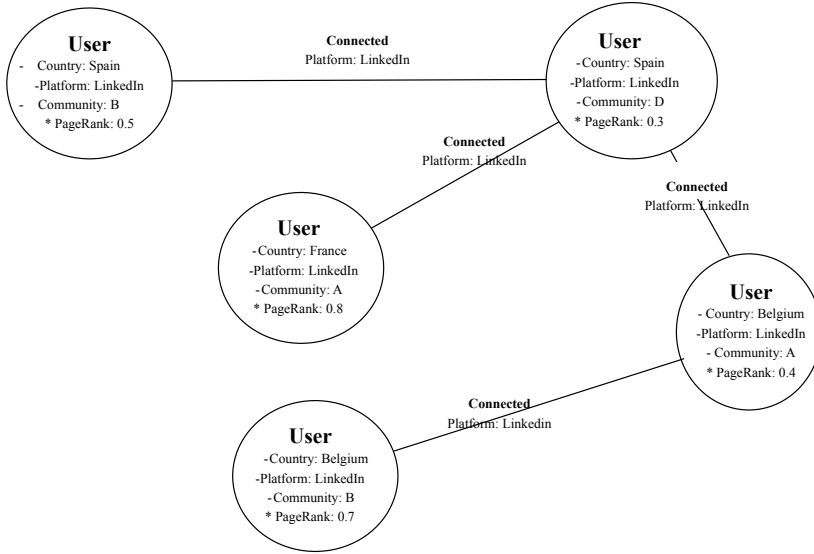 User
- Country: Spain
-Platform: LinkedIn
- Community: B
* PageRank: 0.5
Connected
Platform: LinkedIn
User
-Country: Spain
-Platform: LinkedIn
-Community: D
* PageRank: 0.3
Connected
Platform: LinkedIn
User
-Country: France
-Platform: LinkedIn
-Community: A
* PageRank: 0.8
Connected
Platform: LinkedIn
User
- Country: Belgium
-Platform: LinkedIn
- Community: A
* PageRank: 0.4
Connected
Platform: Linkedin
User
-Country: Belgium
-Platform: LinkedIn
-Community: B
* PageRank: 0.7